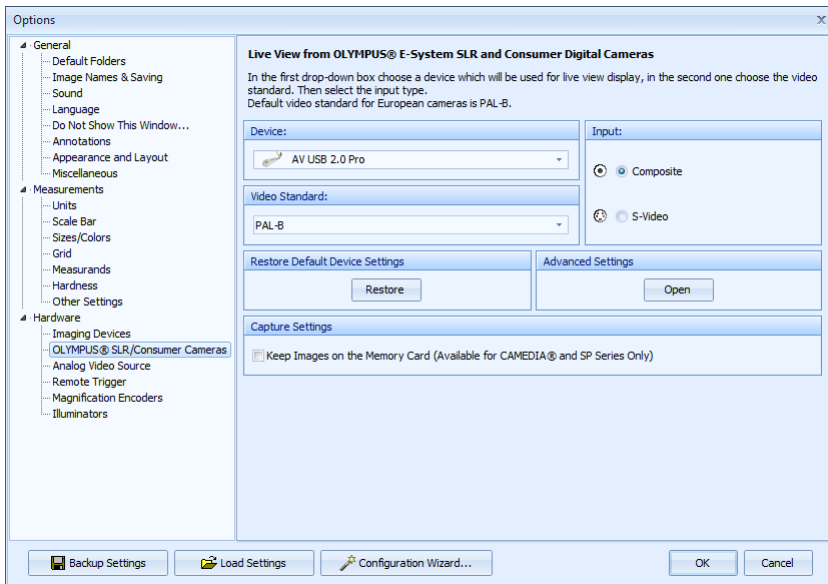 Options
General
Default Folders
Image Names & Saving
Sound
Language
Do Not Show This Window...
Annotations
Appearance and Layout
Miscellaneous
Measurements
Units
Scale Bar
Sizes/Colors
Grid
Measurands
Hardness
Other Settings
Hardware
Imaging Devices
OLYMPUS® SLR/Consumer Cameras
Analog Video Source
Remote Trigger
Magnification Encoders
Illuminators
Live View from OLYMPUS® E-System SLR and Consumer Digital Cameras
In the first drop-down box choose a device which will be used for live view display, in the second one choose the video
standard. Then select the input type.
Default video standard for European cameras is PAL-B.
Device:
AV USB 2.0 Pro
Input:
Composite
S-Video
Video Standard:
PAL-B
Restore Default Device Settings
Restore
Advanced Settings
Open
Capture Settings
Keep Images on the Memory Card (Available for CAMEDIA® and SP Series Only)
Backup Settings
Load Settings
Configuration Wizard...
OK
Cancel